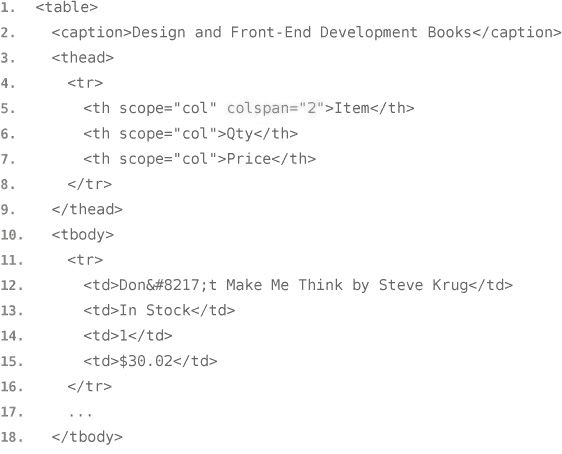 1. <table>
2. <caption>Design and Front-End Development Books</caption>
3. <thead>
4. <tr>
5. <th scope="col" colspan="2">Item</th>
6. <th scope="col">Qty</th>
7. <th scope="col">Price</th>
8. </tr>
9. </thead>
10. <tbody>
11. <tr>
12. <td>Don&#8217;t Make Me Think by Steve Krug</td>
13. <td>In Stock</td>
14. <td>1</td>
15. <td>$30.02</td>
16. </tr>
17. ...
18. </tbody>